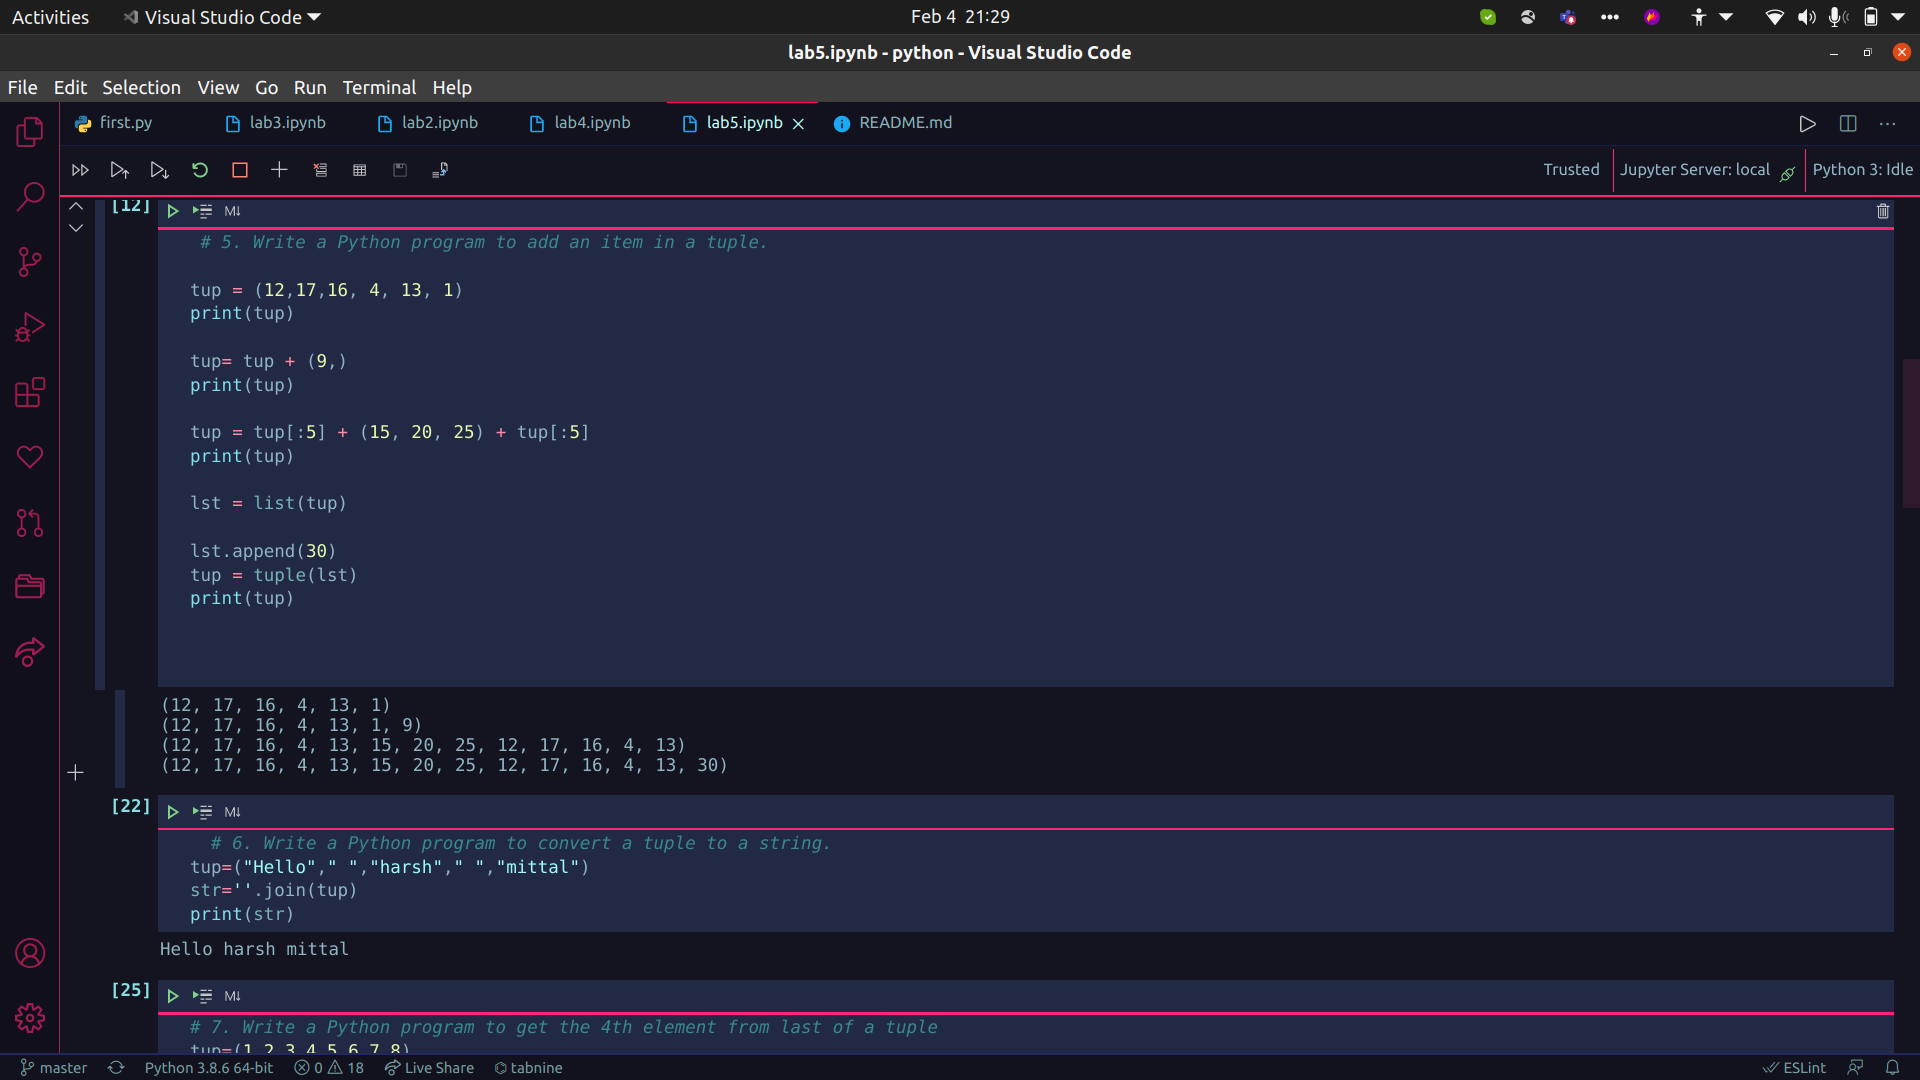 Activities Visual Studio Code Feb 4 21:29
lab5.ipynb - python - Visual Studio Code
File Edit Selection View Go Run Terminal Help
first.py lab3.ipynb lab2.ipynb lab4.ipynb lab5.ipynb README.md
Trusted Jupyter Server: local Python 3: Idle
[12] M↓
# 5. Write a Python program to add an item in a tuple.
tup = (12,17,16, 4, 13, 1)
print(tup)
tup= tup + (9,)
print(tup)
tup = tup[:5] + (15, 20, 25) + tup[:5]
print(tup)
lst = list(tup)
lst.append(30)
tup = tuple(lst)
print(tup)
(12, 17, 16, 4, 13, 1)
(12, 17, 16, 4, 13, 1, 9)
(12, 17, 16, 4, 13, 15, 20, 25, 12, 17, 16, 4, 13)
(12, 17, 16, 4, 13, 15, 20, 25, 12, 17, 16, 4, 13, 30)
[22] M↓
# 6. Write a Python program to convert a tuple to a string.
tup=("Hello"," ","harsh"," ","mittal")
str=''.join(tup)
print(str)
Hello harsh mittal
[25] M↓
# 7. Write a Python program to get the 4th element from last of a tuple
tup=(1,2,3,4,5,6,7,8)
master Python 3.8.6 64-bit 0 18 Live Share tabnine ESLint